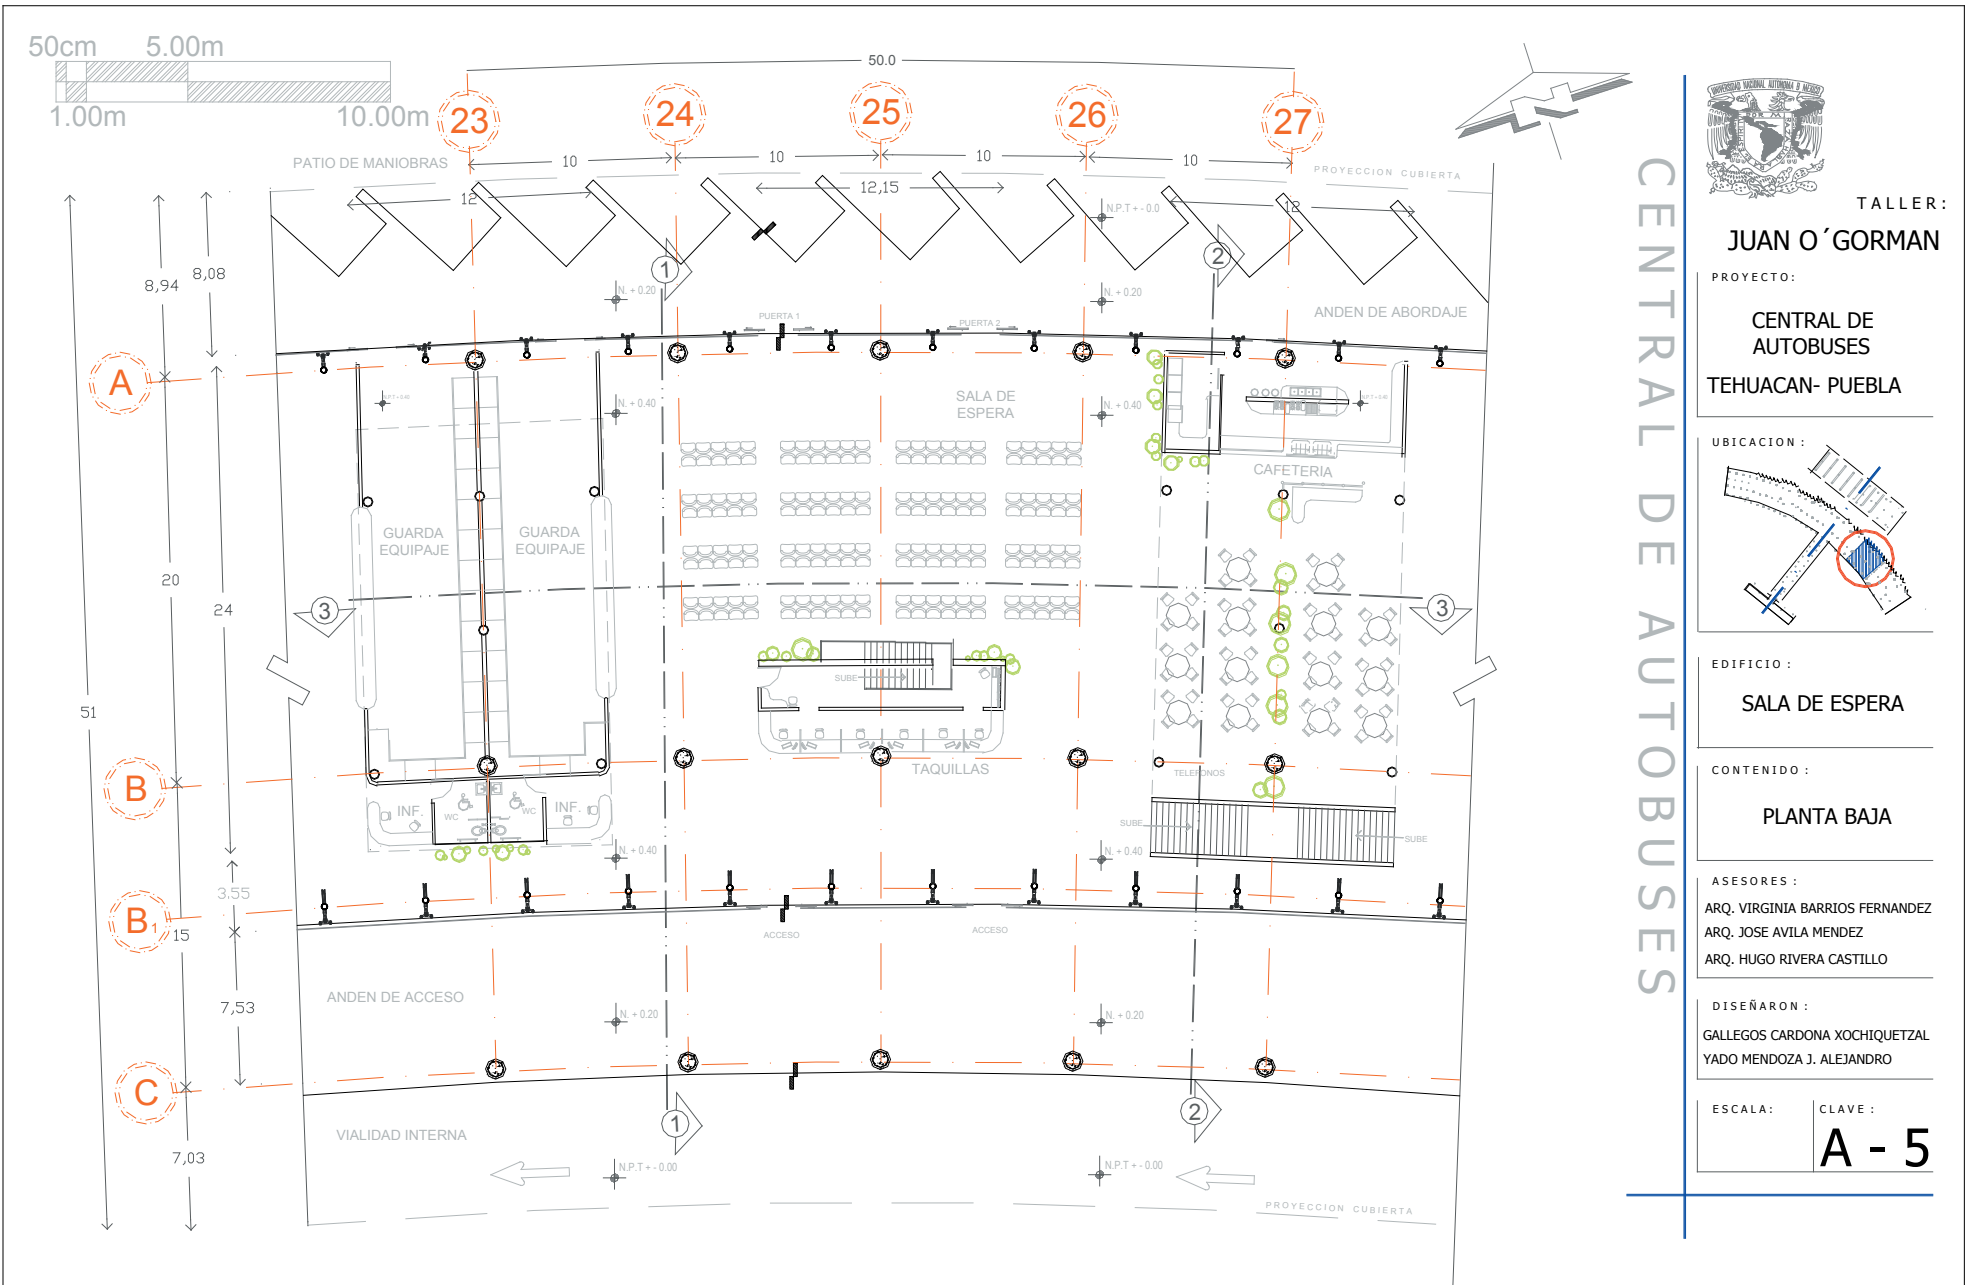 50cm 5.00m
1.00m 10.00m
50.0
23 24 25 26 27
10 10 10 10
PATIO DE MANIOBRAS
PROYECCION CUBIERTA
12 12,15 12
N.P.T + - 0.0
8,94 8,08
1 2
N. + 0.20 N. + 0.20
ANDEN DE ABORDAJE
PUERTA 1 PUERTA 2
A
SALA DE
ESPERA
N. + 0.40 N. + 0.40
CAFETERIA
GUARDA
EQUIPAJE
GUARDA
EQUIPAJE
20 24
3 3
51
SUBE
TAQUILLAS
TELEFONOS
B
INF. WC WC INF.
SUBE SUBE
N. + 0.40 N. + 0.40
3,55
B1
15
ACCESO ACCESO
ANDEN DE ACCESO
7,53
N. + 0.20 N. + 0.20
C
1 2
VIALIDAD INTERNA
7,03
N.P.T + - 0.00 N.P.T + - 0.00
PROYECCION CUBIERTA
CENTRAL DE AUTOBUSES
UNIVERSIDAD NACIONAL AUTONOMA D MEXICO
TALLER:
JUAN O´GORMAN
PROYECTO:
CENTRAL DE
AUTOBUSES
TEHUACAN- PUEBLA
UBICACION :
EDIFICIO :
SALA DE ESPERA
CONTENIDO :
PLANTA BAJA
ASESORES :
ARQ. VIRGINIA BARRIOS FERNANDEZ
ARQ. JOSE AVILA MENDEZ
ARQ. HUGO RIVERA CASTILLO
DISEÑARON :
GALLEGOS CARDONA XOCHIQUETZAL
YADO MENDOZA J. ALEJANDRO
ESCALA: CLAVE :
A - 5